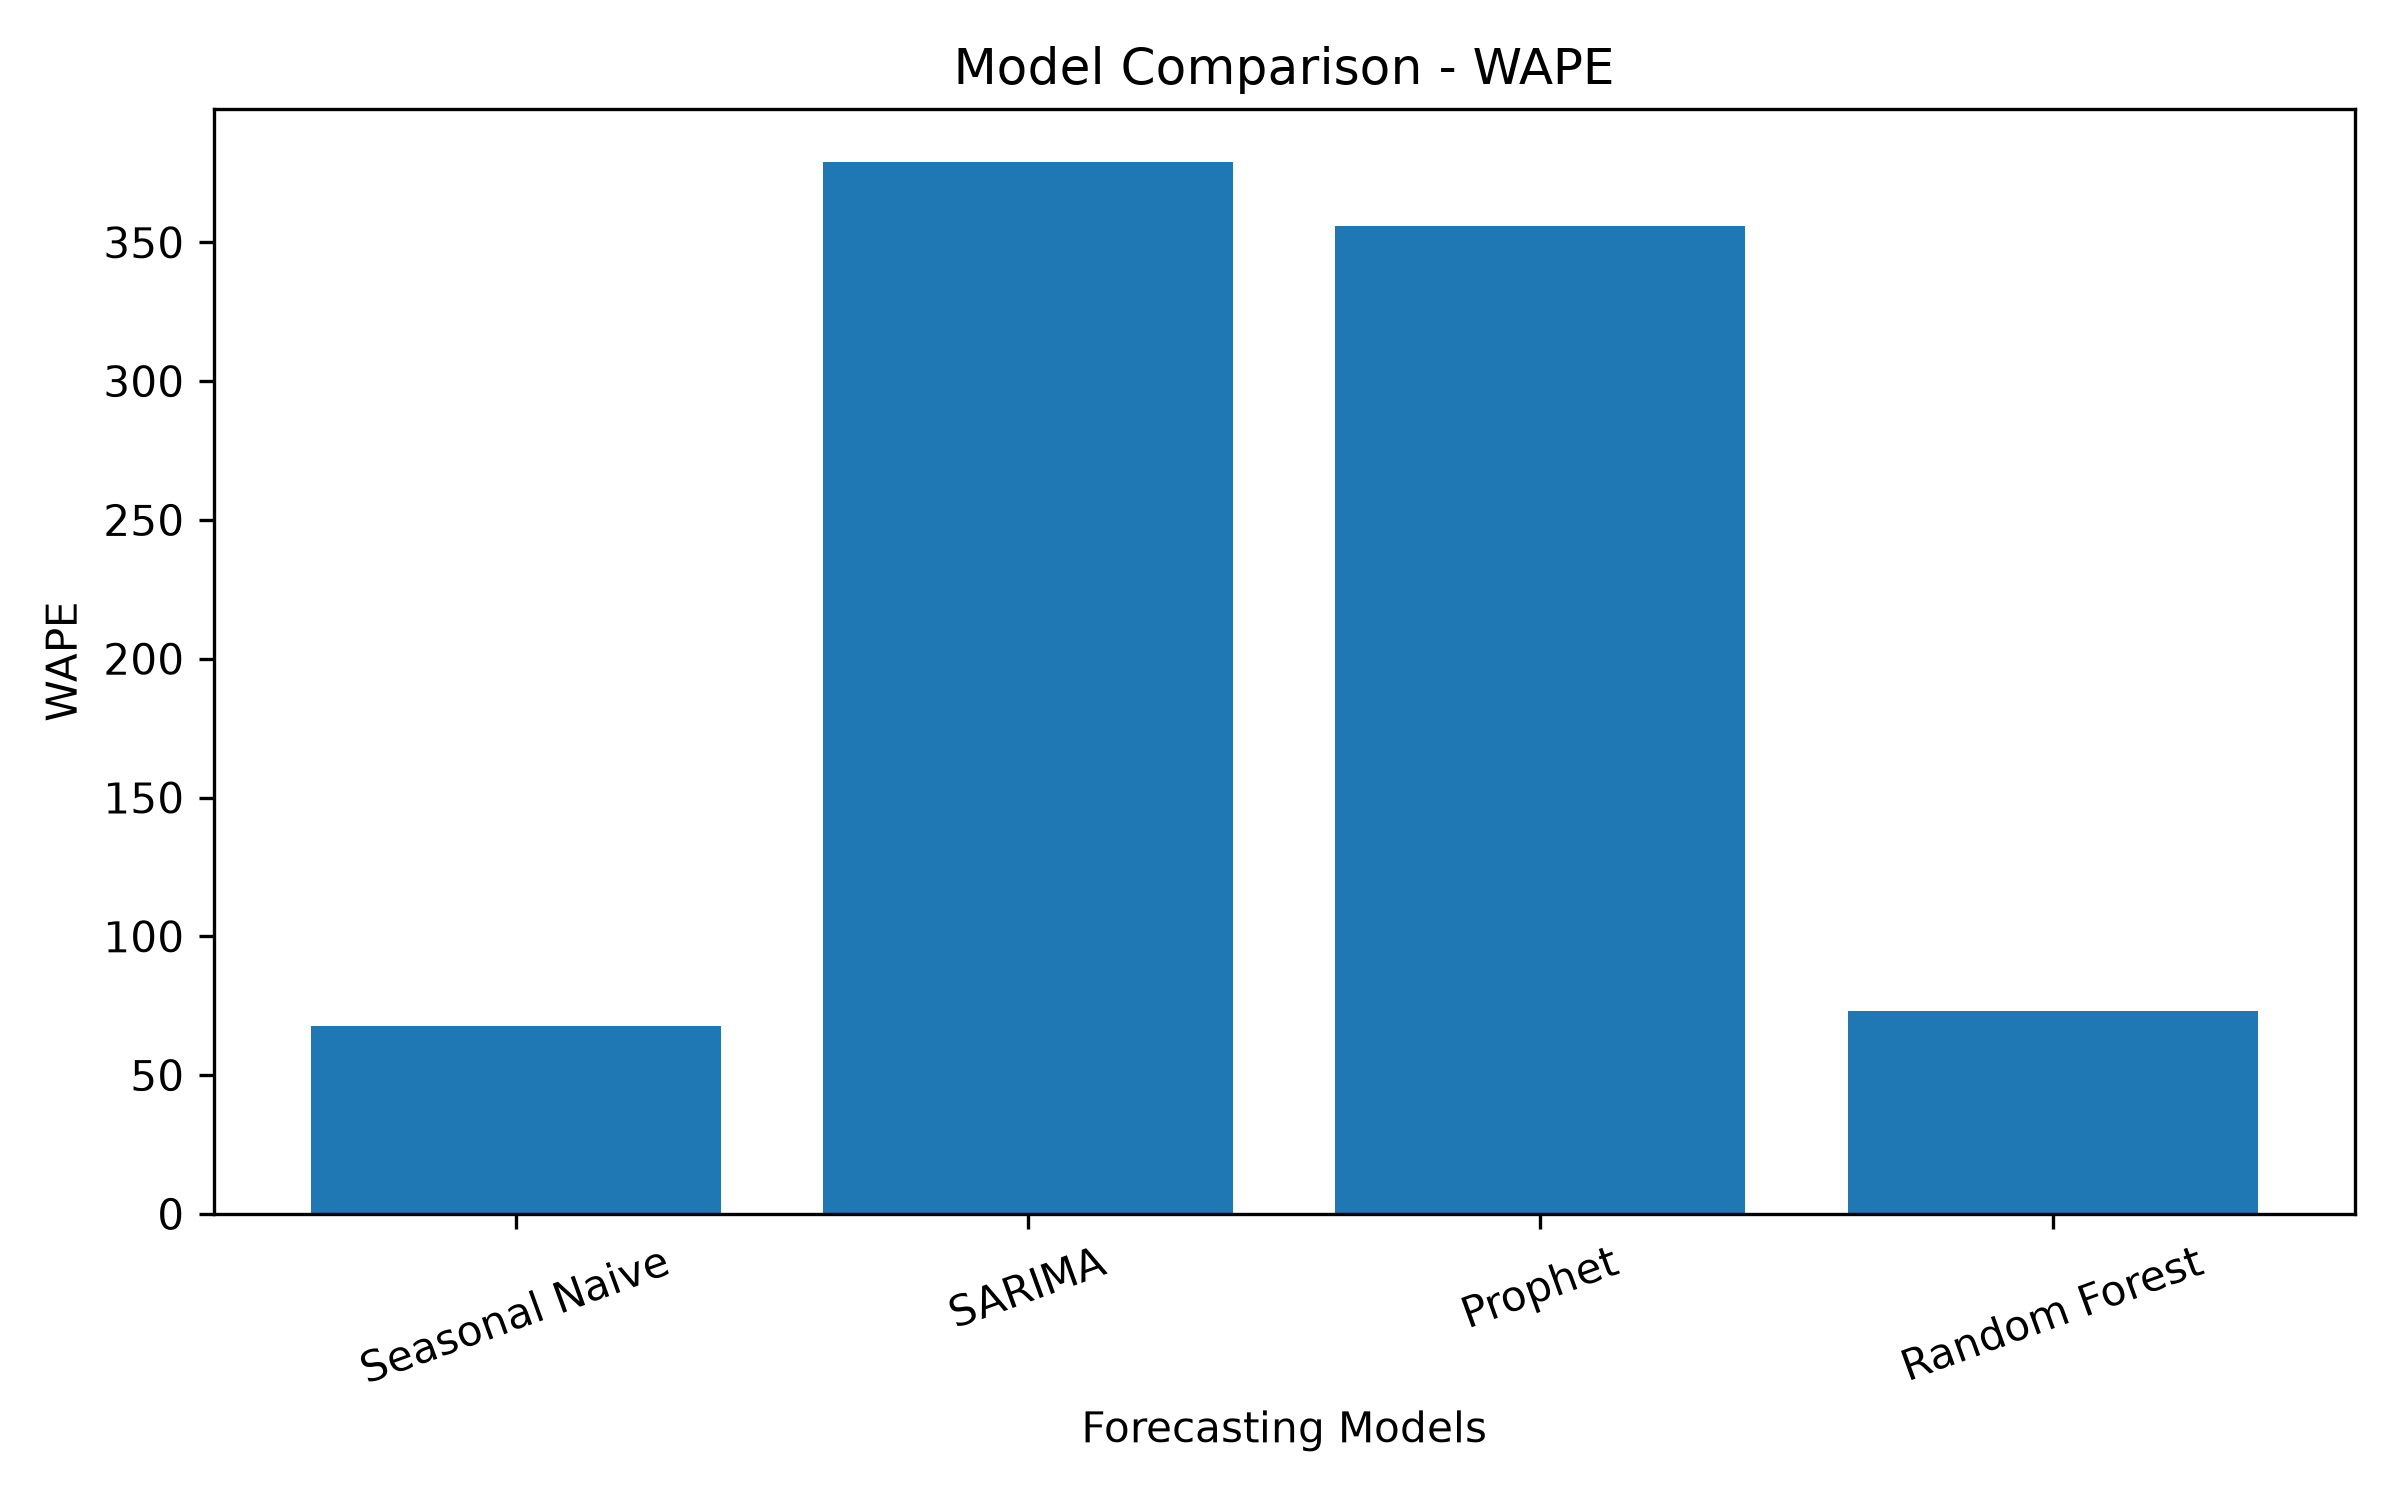 Model Comparison - WAPE
WAPE
350
300
250
200
150
100
50
0
Seasonal Naive
SARIMA
Prophet
Random Forest
Forecasting Models